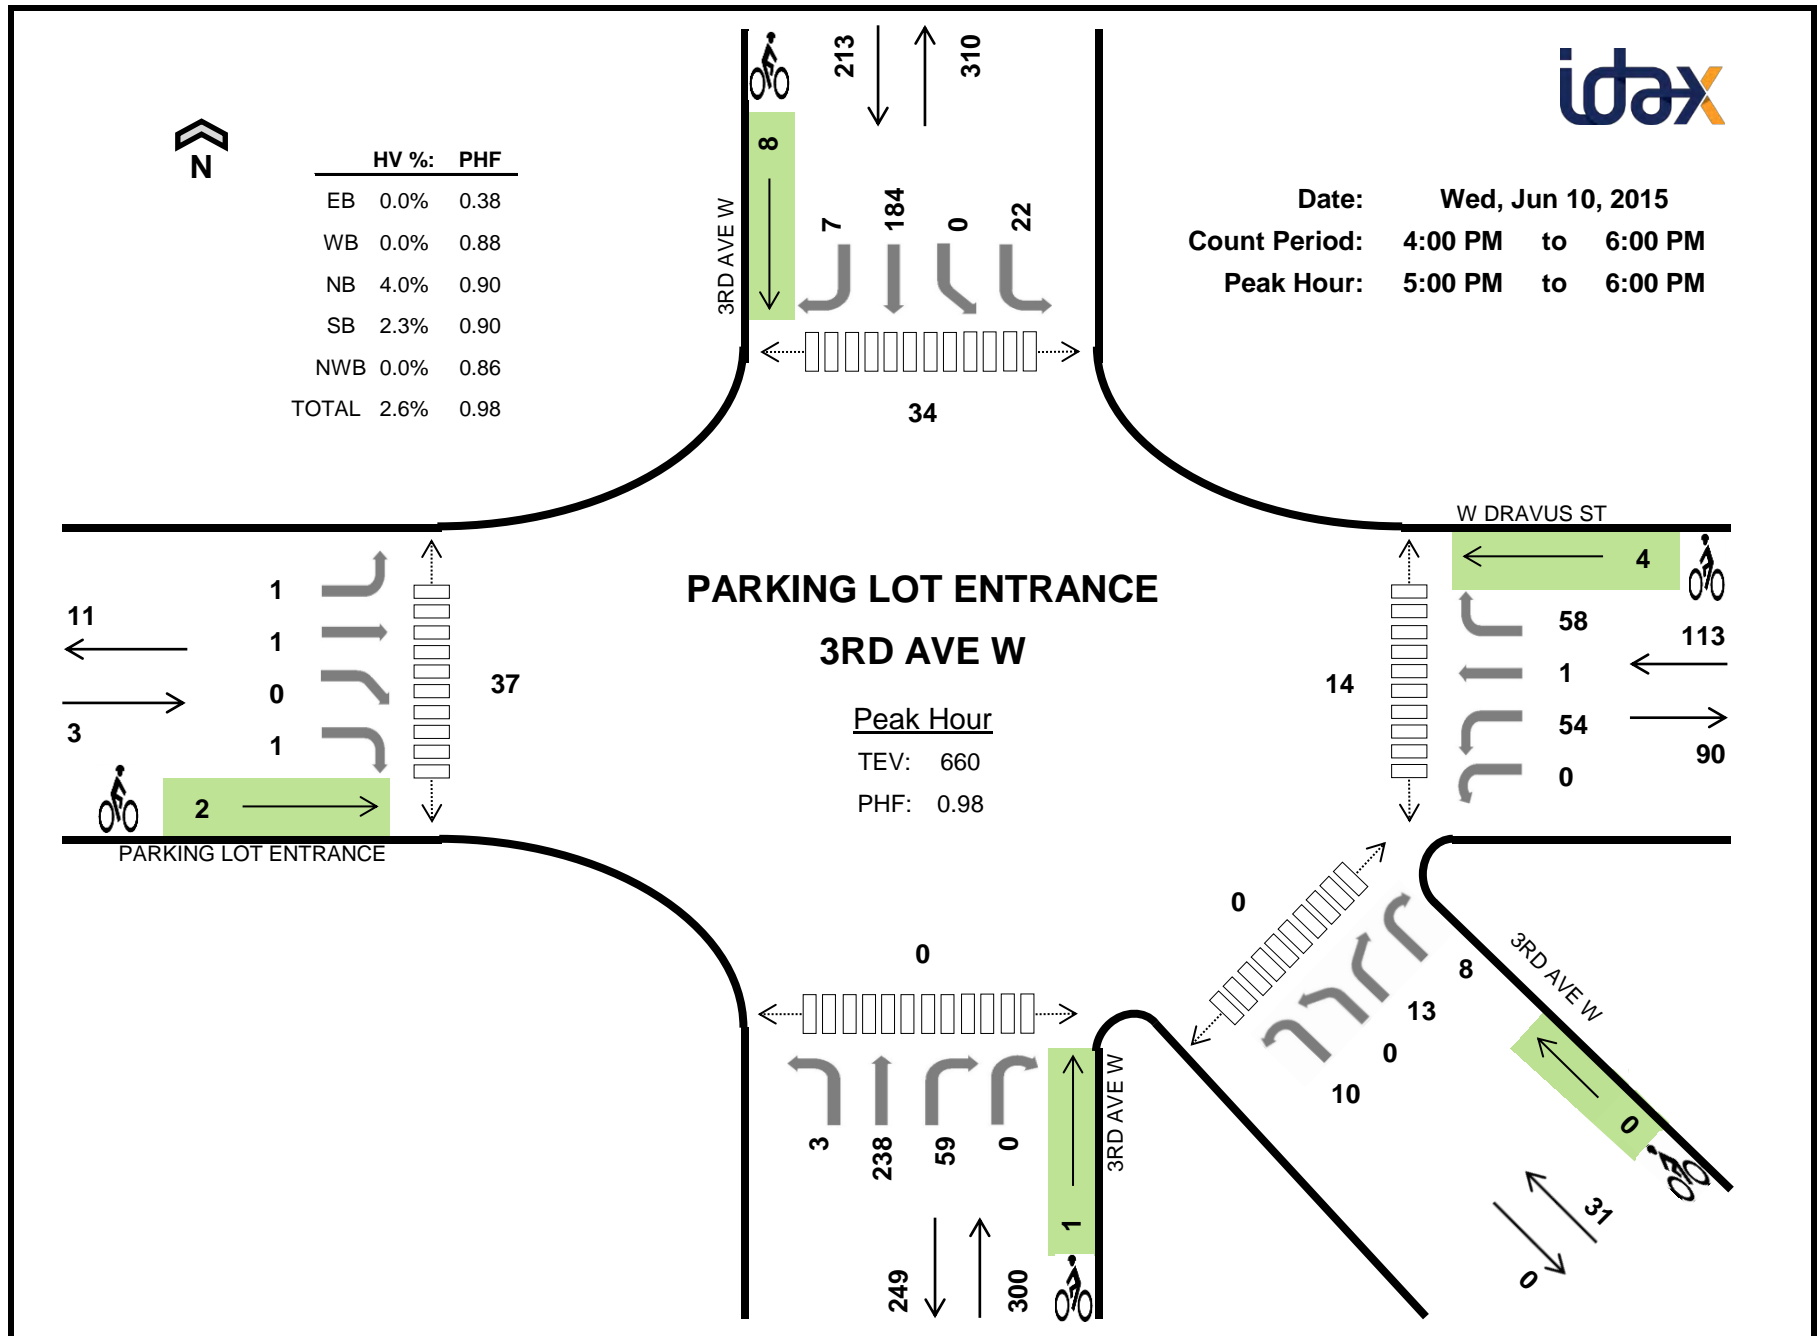 213
310
idax
N
HV %: PHF
EB 0.0% 0.38
WB 0.0% 0.88
NB 4.0% 0.90
SB 2.3% 0.90
NWB 0.0% 0.86
TOTAL 2.6% 0.98
8
3RD AVE W
7
184
0
22
Date: Wed, Jun 10, 2015
Count Period: 4:00 PM to 6:00 PM
Peak Hour: 5:00 PM to 6:00 PM
34
W DRAVUS ST
4
58
113
1
54
90
0
14
PARKING LOT ENTRANCE
3RD AVE W
Peak Hour
TEV: 660
PHF: 0.98
1
11
1
0
37
3
1
2
PARKING LOT ENTRANCE
0
0
8
13
0
10
3RD AVE W
0
31
0
3
238
59
0
3RD AVE W
1
249
300